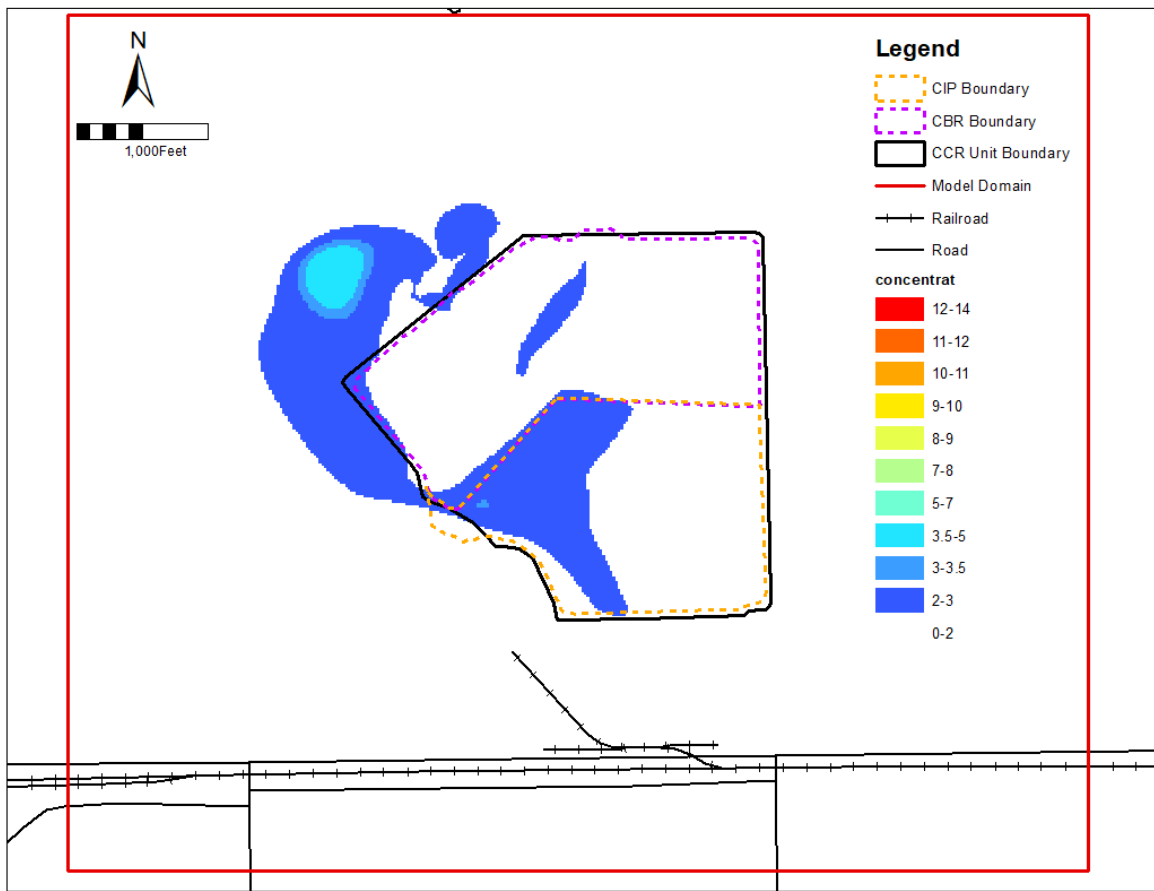 N
1,000Feet
Legend
CIP Boundary
CBR Boundary
CCR Unit Boundary
Model Domain
Railroad
Road
concentrat
12-14
11-12
10-11
9-10
8-9
7-8
5-7
3.5-5
3-3.5
2-3
0-2